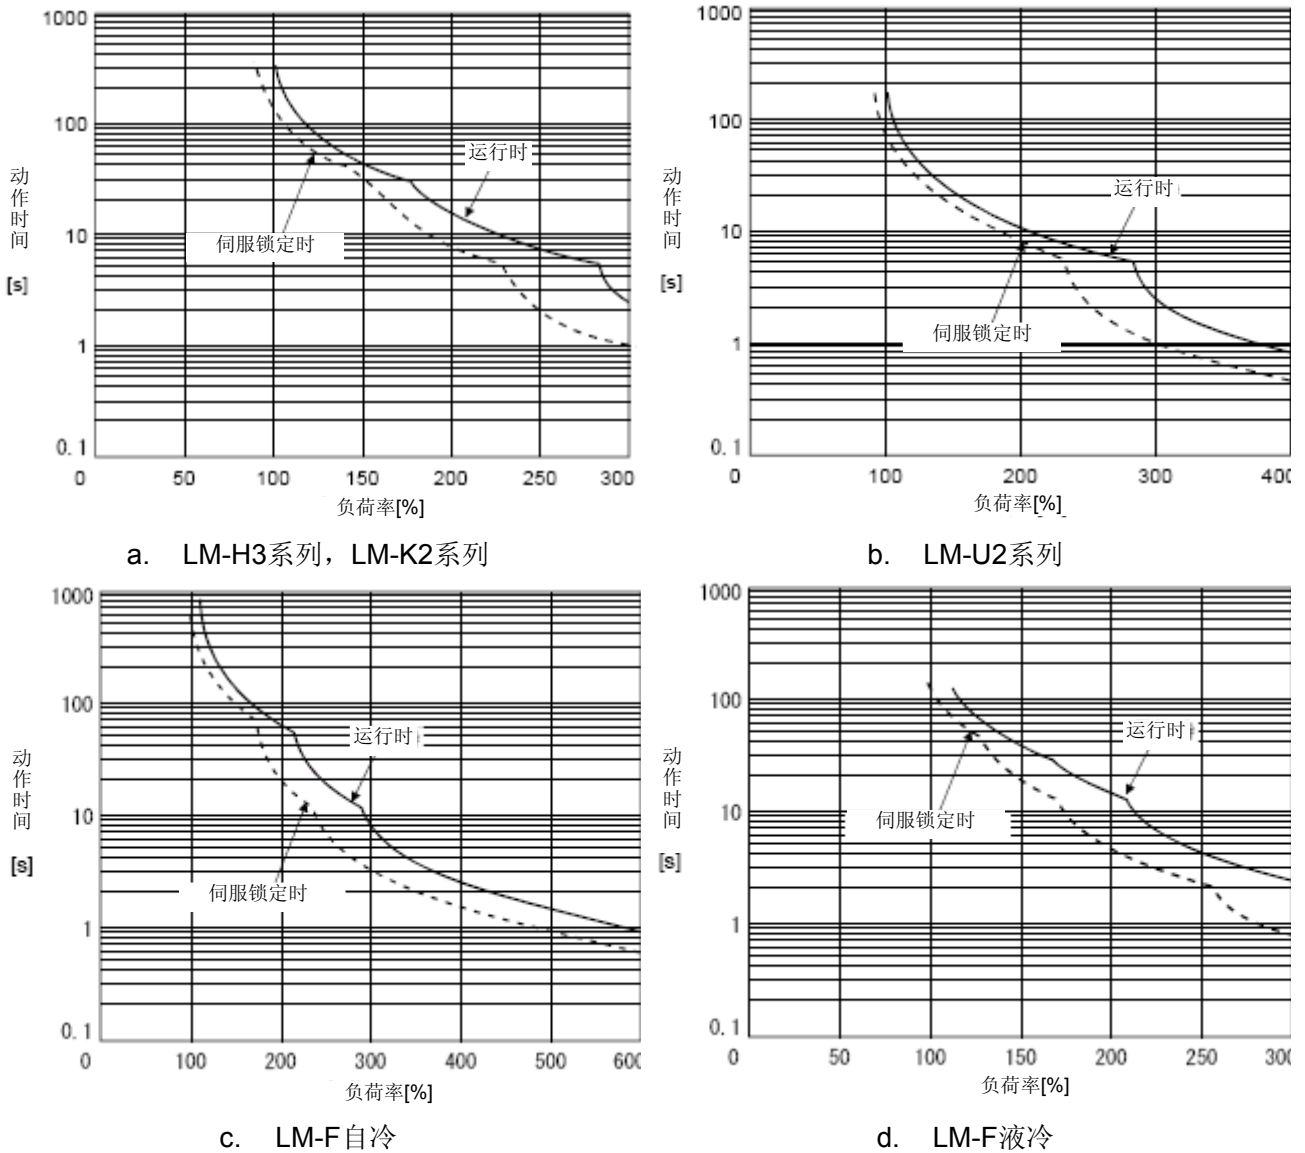 1000
100
10
1
0.1
动作时间
[s]
运行时
伺服锁定时
0 50 100 150 200 250 300
负荷率[%]
a. LM-H3系列，LM-K2系列
1000
100
10
1
0.1
动作时间
[s]
运行时
伺服锁定时
0 100 200 300 400
负荷率[%]
b. LM-U2系列
1000
100
10
1
0.1
动作时间
[s]
运行时
伺服锁定时
0 100 200 300 400 500 600
负荷率[%]
c. LM-F自冷
1000
100
10
1
0.1
动作时间
[s]
运行时
伺服锁定时
0 50 100 150 200 250 300
负荷率[%]
d. LM-F液冷